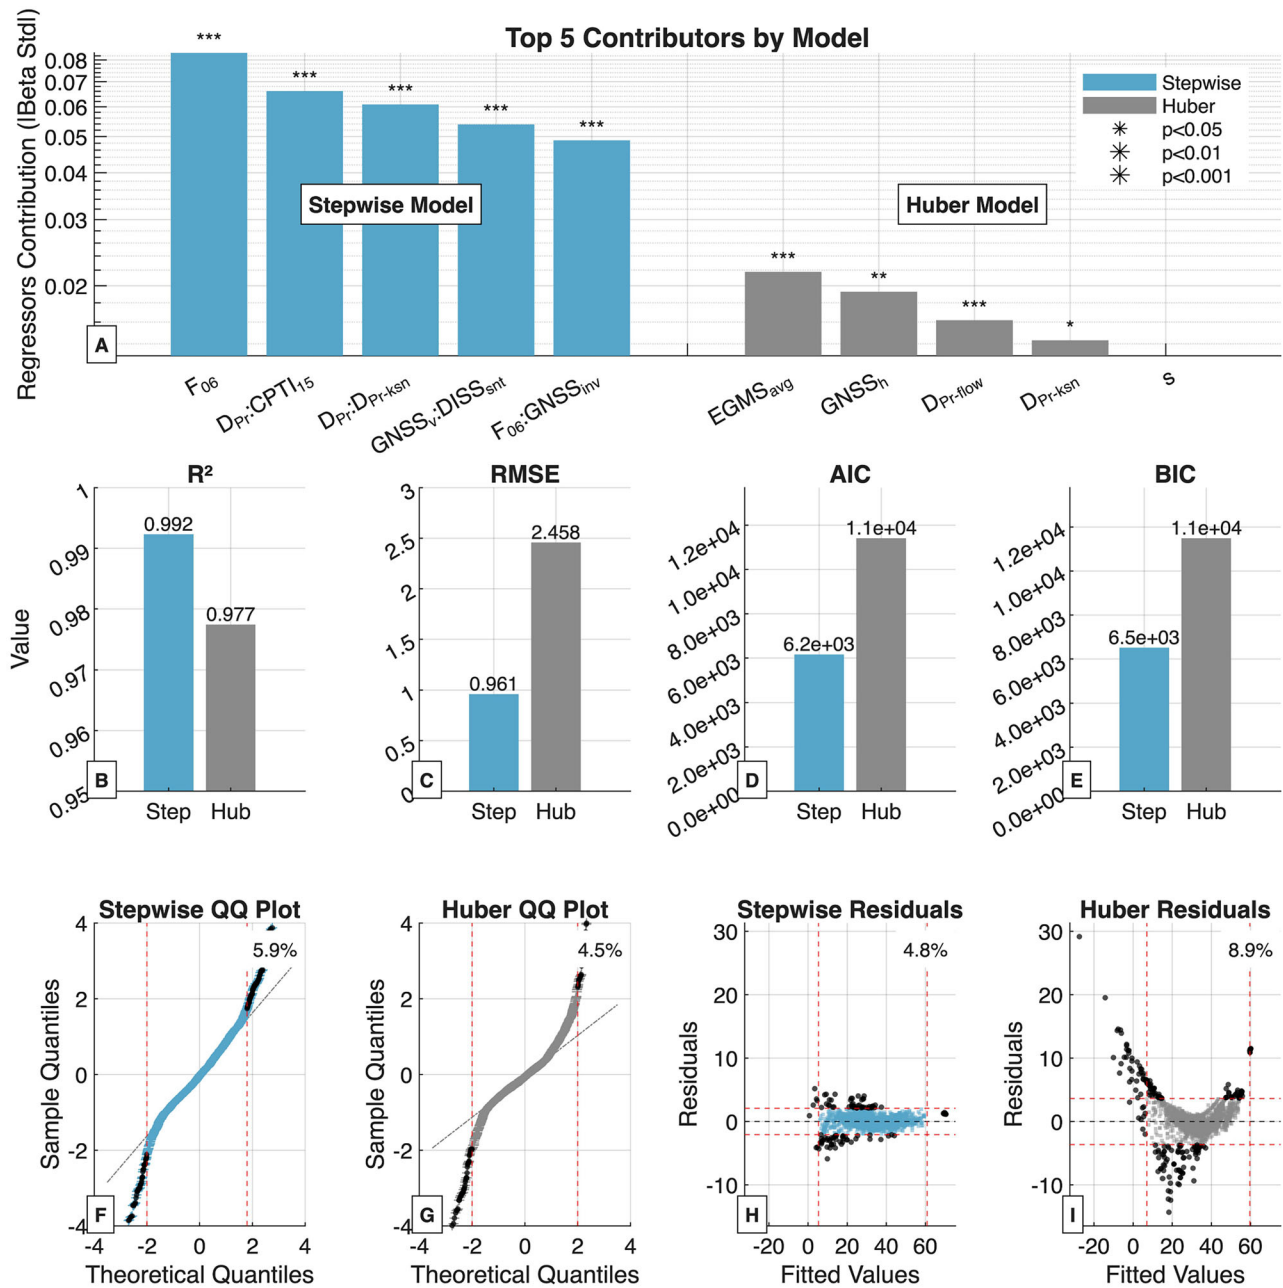 Top 5 Contributors by Model
Regressors Contribution (lBeta Stdl)
0.08
0.07
0.06
0.05
0.04
0.03
0.02
***
***
***
***
***
***
**
***
*
Stepwise
Huber
p<0.05
p<0.01
p<0.001
Stepwise Model
Huber Model
A
F06
DPr:CPTI15
DPr:DPr-ksn
GNSSv:DISSsnt
F06:GNSSinv
EGMSavg
GNSSh
DPr-flow
DPr-ksn
s
R²
Value
1
0.99
0.98
0.97
0.96
0.95
0.992
0.977
B
Step Hub
RMSE
3
2.5
2
1.5
1
0.5
0
2.458
0.961
C
Step Hub
AIC
1.2e+04
1.0e+04
8.0e+03
6.0e+03
4.0e+03
2.0e+03
0.0e+00
1.1e+04
6.2e+03
D
Step Hub
BIC
1.2e+04
1.0e+04
8.0e+03
6.0e+03
4.0e+03
2.0e+03
0.0e+00
1.1e+04
6.5e+03
E
Step Hub
Stepwise QQ Plot
Sample Quantiles
4
2
0
-2
-4
5.9%
F
-4 -2 0 2 4
Theoretical Quantiles
Huber QQ Plot
Sample Quantiles
4
2
0
-2
-4
4.5%
G
-4 -2 0 2 4
Theoretical Quantiles
Stepwise Residuals
Residuals
30
20
10
0
-10
4.8%
H
-20 0 20 40 60
Fitted Values
Huber Residuals
Residuals
30
20
10
0
-10
8.9%
I
-20 0 20 40 60
Fitted Values